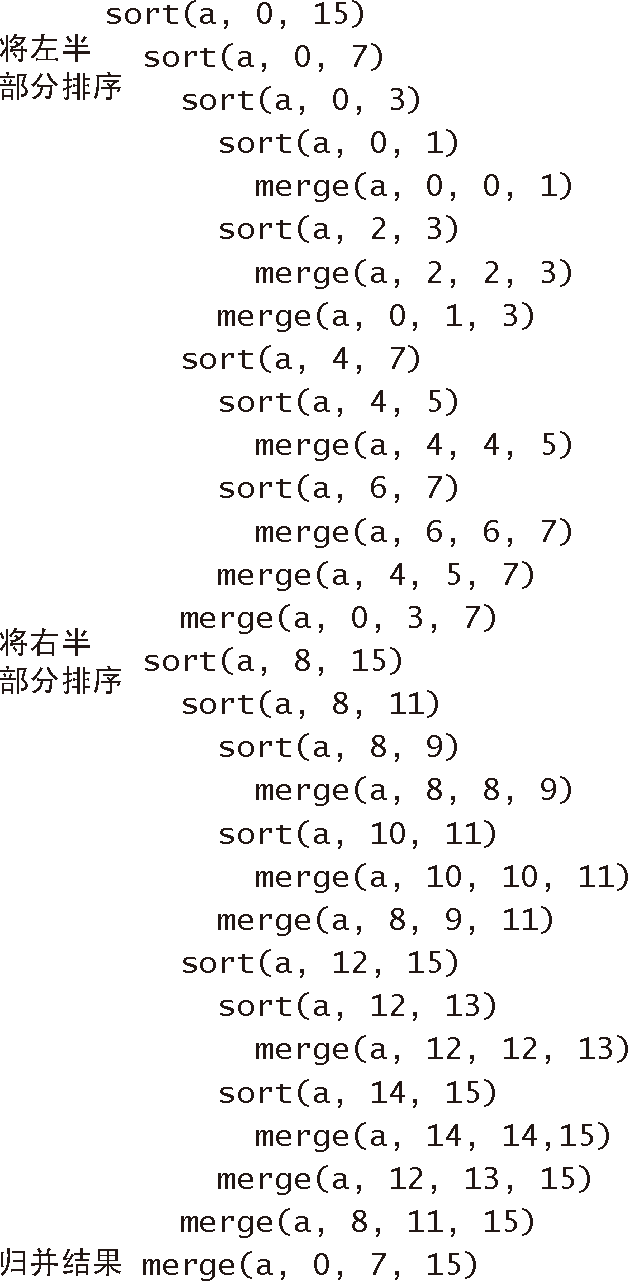 sort(a, 0, 15)
将左半
部分排序
sort(a, 0, 7)
sort(a, 0, 3)
sort(a, 0, 1)
merge(a, 0, 0, 1)
sort(a, 2, 3)
merge(a, 2, 2, 3)
merge(a, 0, 1, 3)
sort(a, 4, 7)
sort(a, 4, 5)
merge(a, 4, 4, 5)
sort(a, 6, 7)
merge(a, 6, 6, 7)
merge(a, 4, 5, 7)
merge(a, 0, 3, 7)
将右半
部分排序
sort(a, 8, 15)
sort(a, 8, 11)
sort(a, 8, 9)
merge(a, 8, 8, 9)
sort(a, 10, 11)
merge(a, 10, 10, 11)
merge(a, 8, 9, 11)
sort(a, 12, 15)
sort(a, 12, 13)
merge(a, 12, 12, 13)
sort(a, 14, 15)
merge(a, 14, 14,15)
merge(a, 12, 13, 15)
merge(a, 8, 11, 15)
归并结果 merge(a, 0, 7, 15)